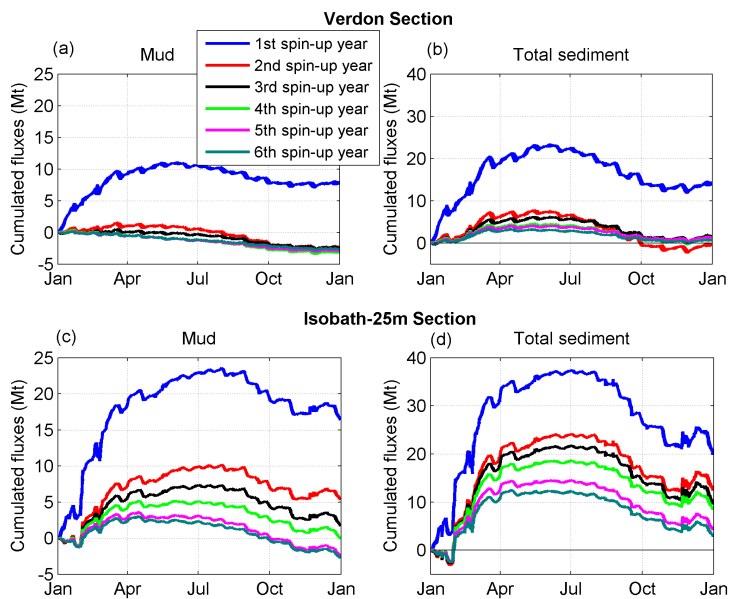 Verdon Section
(a)
Mud
(b)
Total sediment
1st spin-up year
2nd spin-up year
3rd spin-up year
4th spin-up year
5th spin-up year
6th spin-up year
Cumulated fluxes (Mt)
25
20
15
10
5
0
-5
Jan
Apr
Jul
Oct
Jan
Cumulated fluxes (Mt)
40
30
20
10
0
-10
Jan
Apr
Jul
Oct
Jan
Isobath-25m Section
(c)
Mud
(d)
Total sediment
Cumulated fluxes (Mt)
25
20
15
10
5
0
-5
Jan
Apr
Jul
Oct
Jan
Cumulated fluxes (Mt)
40
30
20
10
0
-5
Jan
Apr
Jul
Oct
Jan